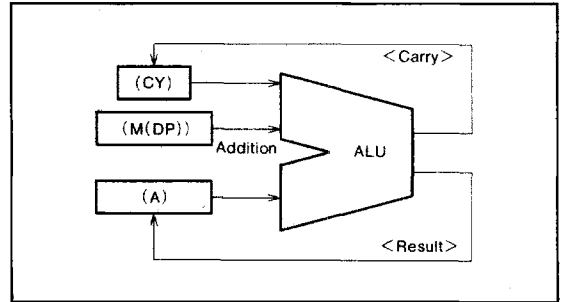 <Carry>
(CY)
(M(DP))
Addition
ALU
(A)
<Result>